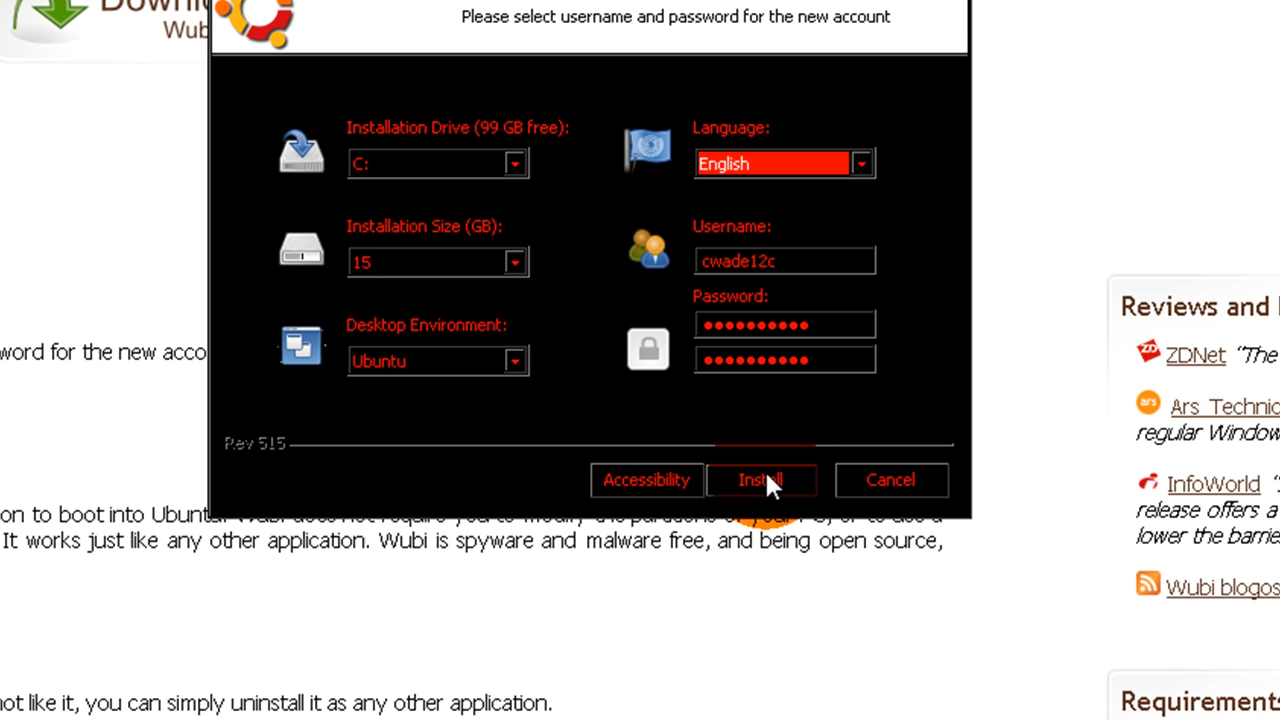 Downlo
Wubi
Please select username and password for the new account
Installation Drive (99 GB free):
C:
Language:
English
Installation Size (GB):
15
Username:
cwade12c
Password:
●●●●●●●●●●
●●●●●●●●●●
Desktop Environment:
Ubuntu
Rev 515
Accessibility
Install
Cancel
word for the new acco
on to boot into
It works just like any other application. Wubi is spyware and malware free, and being open source,
not like it, you can simply uninstall it as any other application.
Reviews and
ZDNet "The
Ars Technic
regular Window
InfoWorld
release offers a
lower the barrie
Wubi blogos
Requirements